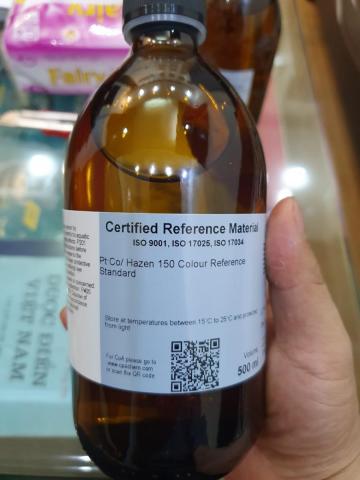 Fairy
Certified Reference Material
ISO 9001, ISO 17025, ISO 17034
Pt Co/ Hazen 150 Colour Reference
Standard
Store at temperatures between 15°C to 25°C and protected
from light
For CoA please go to
www.cpachem.com
or scan the QR code
Volume
500 ml
DƯỢC ĐIỂN
VIỆT NAM